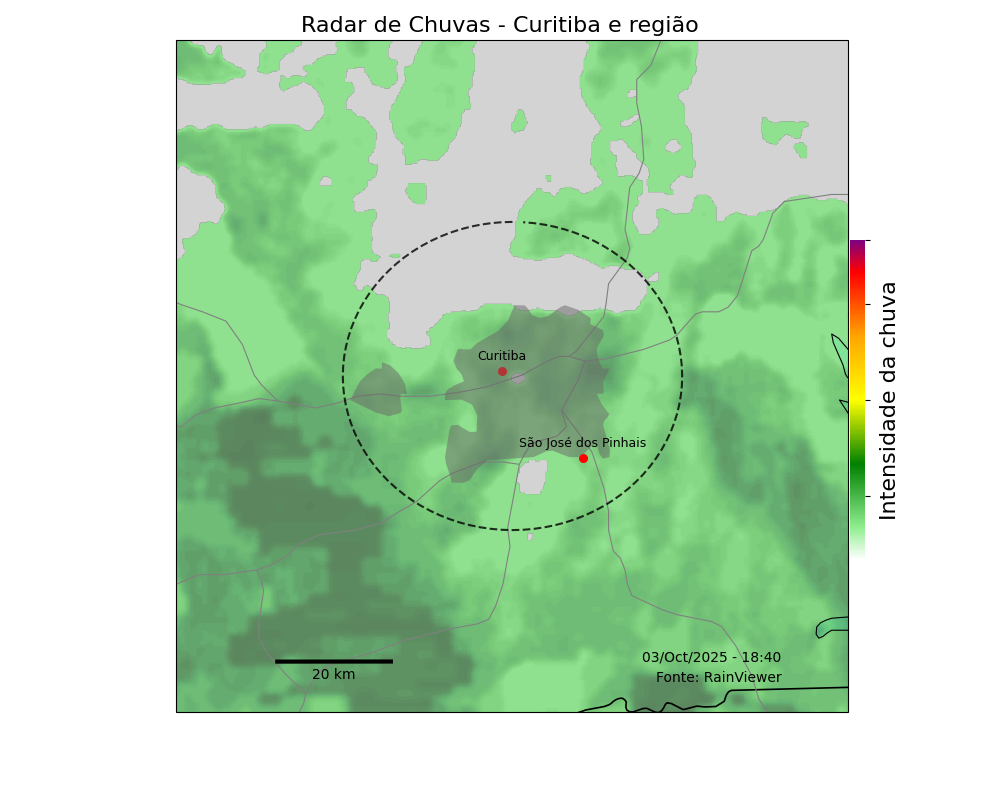 Radar de Chuvas - Curitiba e região
Curitiba
São José dos Pinhais
Intensidade da chuva
03/Oct/2025 - 18:40
Fonte: RainViewer
20 km